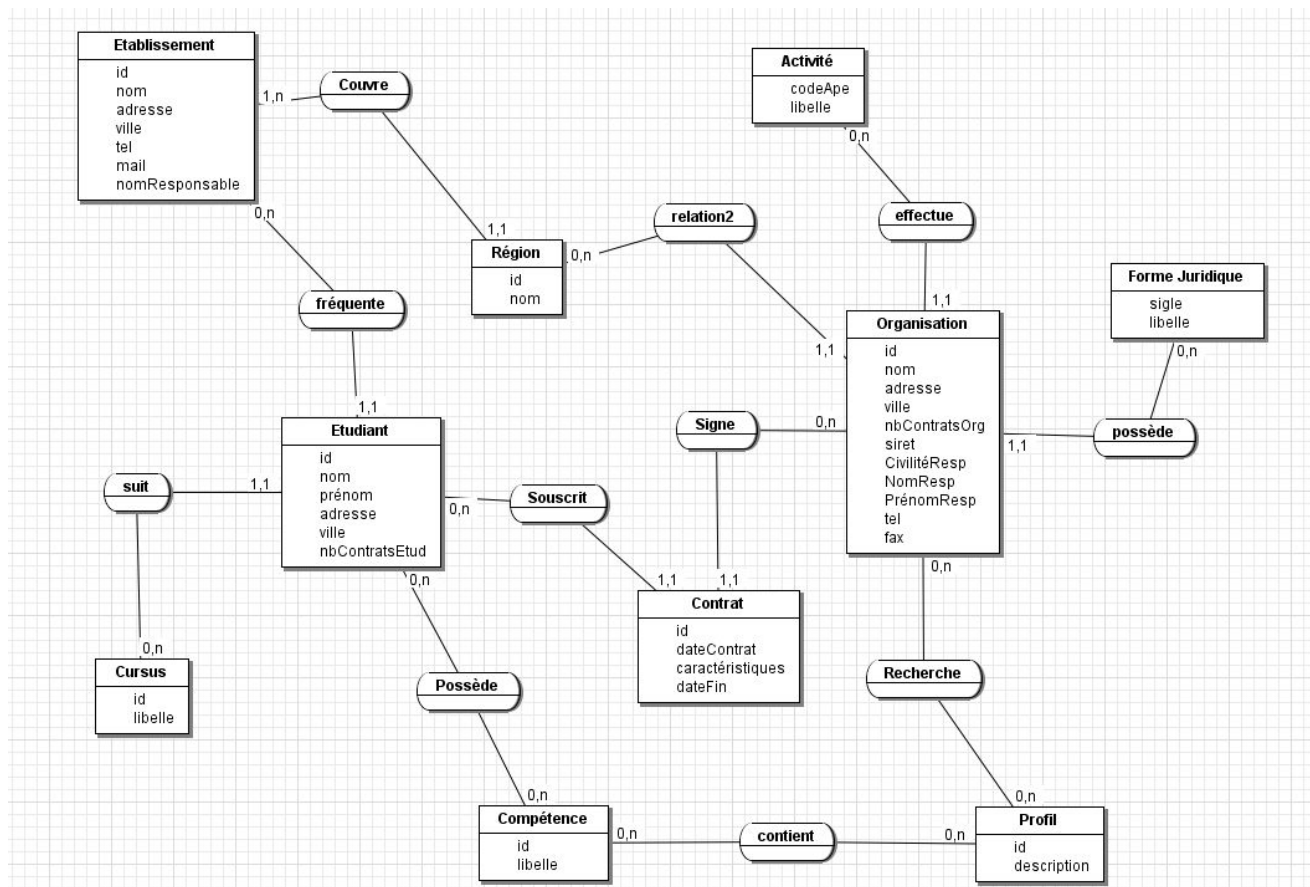 Etablissement
id
nom
adresse
ville
tel
mail
nomResponsable
1,n
Couvre
1,1
Activité
codeApe
libelle
0,n
effectue
1,1
relation2
0,n
1,1
Région
id
nom
Forme Juridique
sigle
libelle
0,n
possède
1,1
0,n
fréquente
1,1
Organisation
id
nom
adresse
ville
nbContratsOrg
siret
CivilitéResp
NomResp
PrénomResp
tel
fax
Signe
0,n
1,1
Etudiant
id
nom
prénom
adresse
ville
nbContratsEtud
suit
1,1
0,n
Souscrit
0,n
1,1
Contrat
id
dateContrat
caractéristiques
dateFin
Cursus
id
libelle
0,n
Possède
0,n
0,n
Recherche
0,n
Compétence
id
libelle
0,n
contient
0,n
Profil
id
description